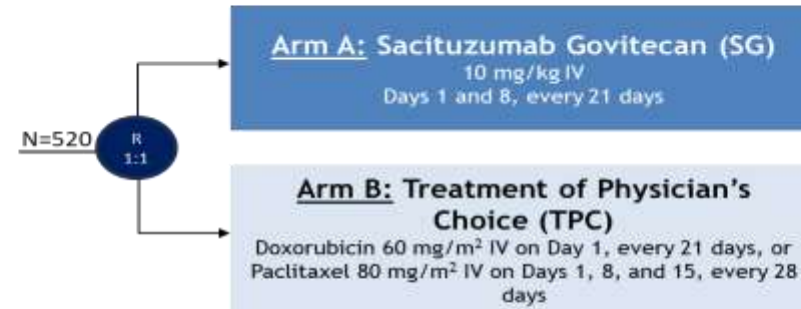 Arm A: Sacituzumab Govitecan (SG)
10 mg/kg IV
Days 1 and 8, every 21 days
N=520
R
1:1
Arm B: Treatment of Physician's
Choice (TPC)
Doxorubicin 60 mg/m² IV on Day 1, every 21 days, or
Paclitaxel 80 mg/m² IV on Days 1, 8, and 15, every 28
days